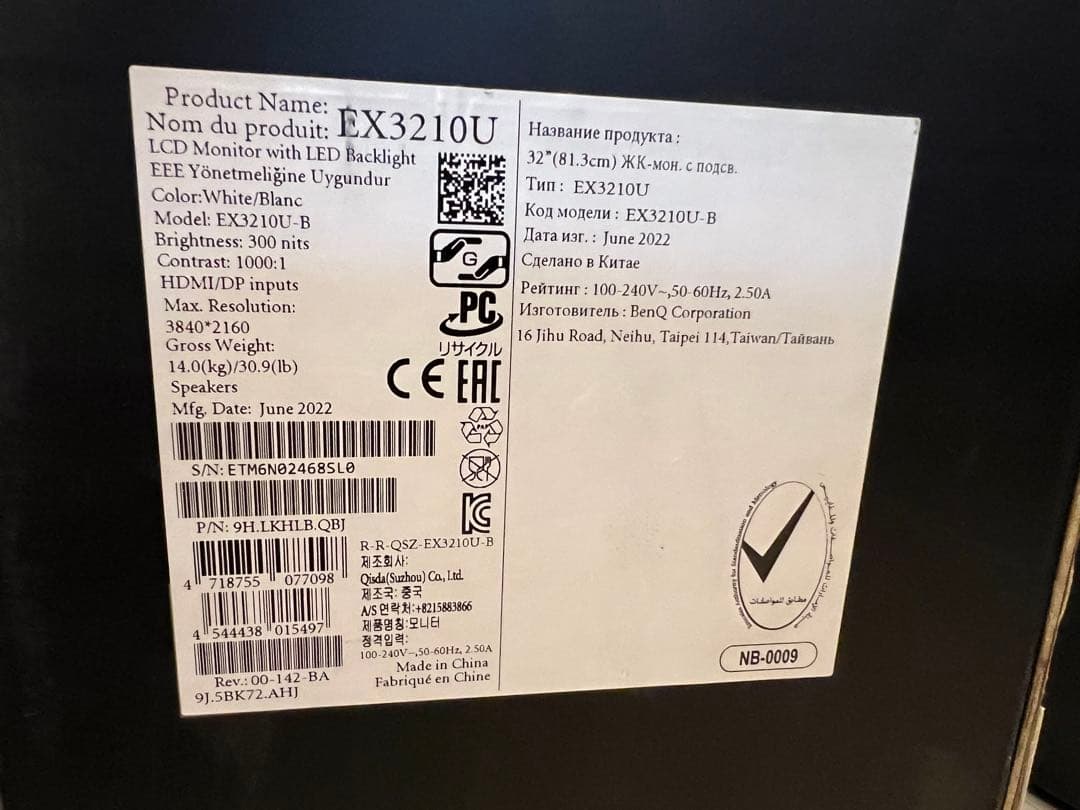 Product Name:
Nom du produit: EX3210U
LCD Monitor with LED Backlight
EEE Yönetmeliğine Uygundur
Color:White/Blanc
Model: EX3210U-B
Brightness: 300 nits
Contrast: 1000:1
HDMI/DP inputs
Max. Resolution:
3840*2160
Gross Weight:
14.0(kg)/30.9(lb)
Speakers
Mfg. Date: June 2022
S/N: ETM6N02468SL0
P/N: 9H.LKHLB.QBJ
4 718755 077098
4 544438 015497
Rev.: 00-142-BA
9J.5BK72.AHJ
G
PC
リサイクル
CE EAC
PAP
R-R-QSZ-EX3210U-B
제조회사:
Qisda(Suzhou) Co., Ltd.
제조국: 중국
A/S 연락처:+8215883866
제품명칭:모니터
정격입력:
100-240V~,50-60Hz, 2.50A
Made in China
Fabriqué en Chine
Название продукта :
32”(81.3cm) ЖК-мон. с подсв.
Тип : EX3210U
Код модели : EX3210U-B
Дата изг. : June 2022
Сделано в Китае
Рейтинг : 100-240V~,50-60Hz, 2.50A
Изготовитель : BenQ Corporation
16 Jihu Road, Neihu, Taipei 114,Taiwan/Тайвань
for Standardization and Metrology
مطابق للمواصفات
NB-0009